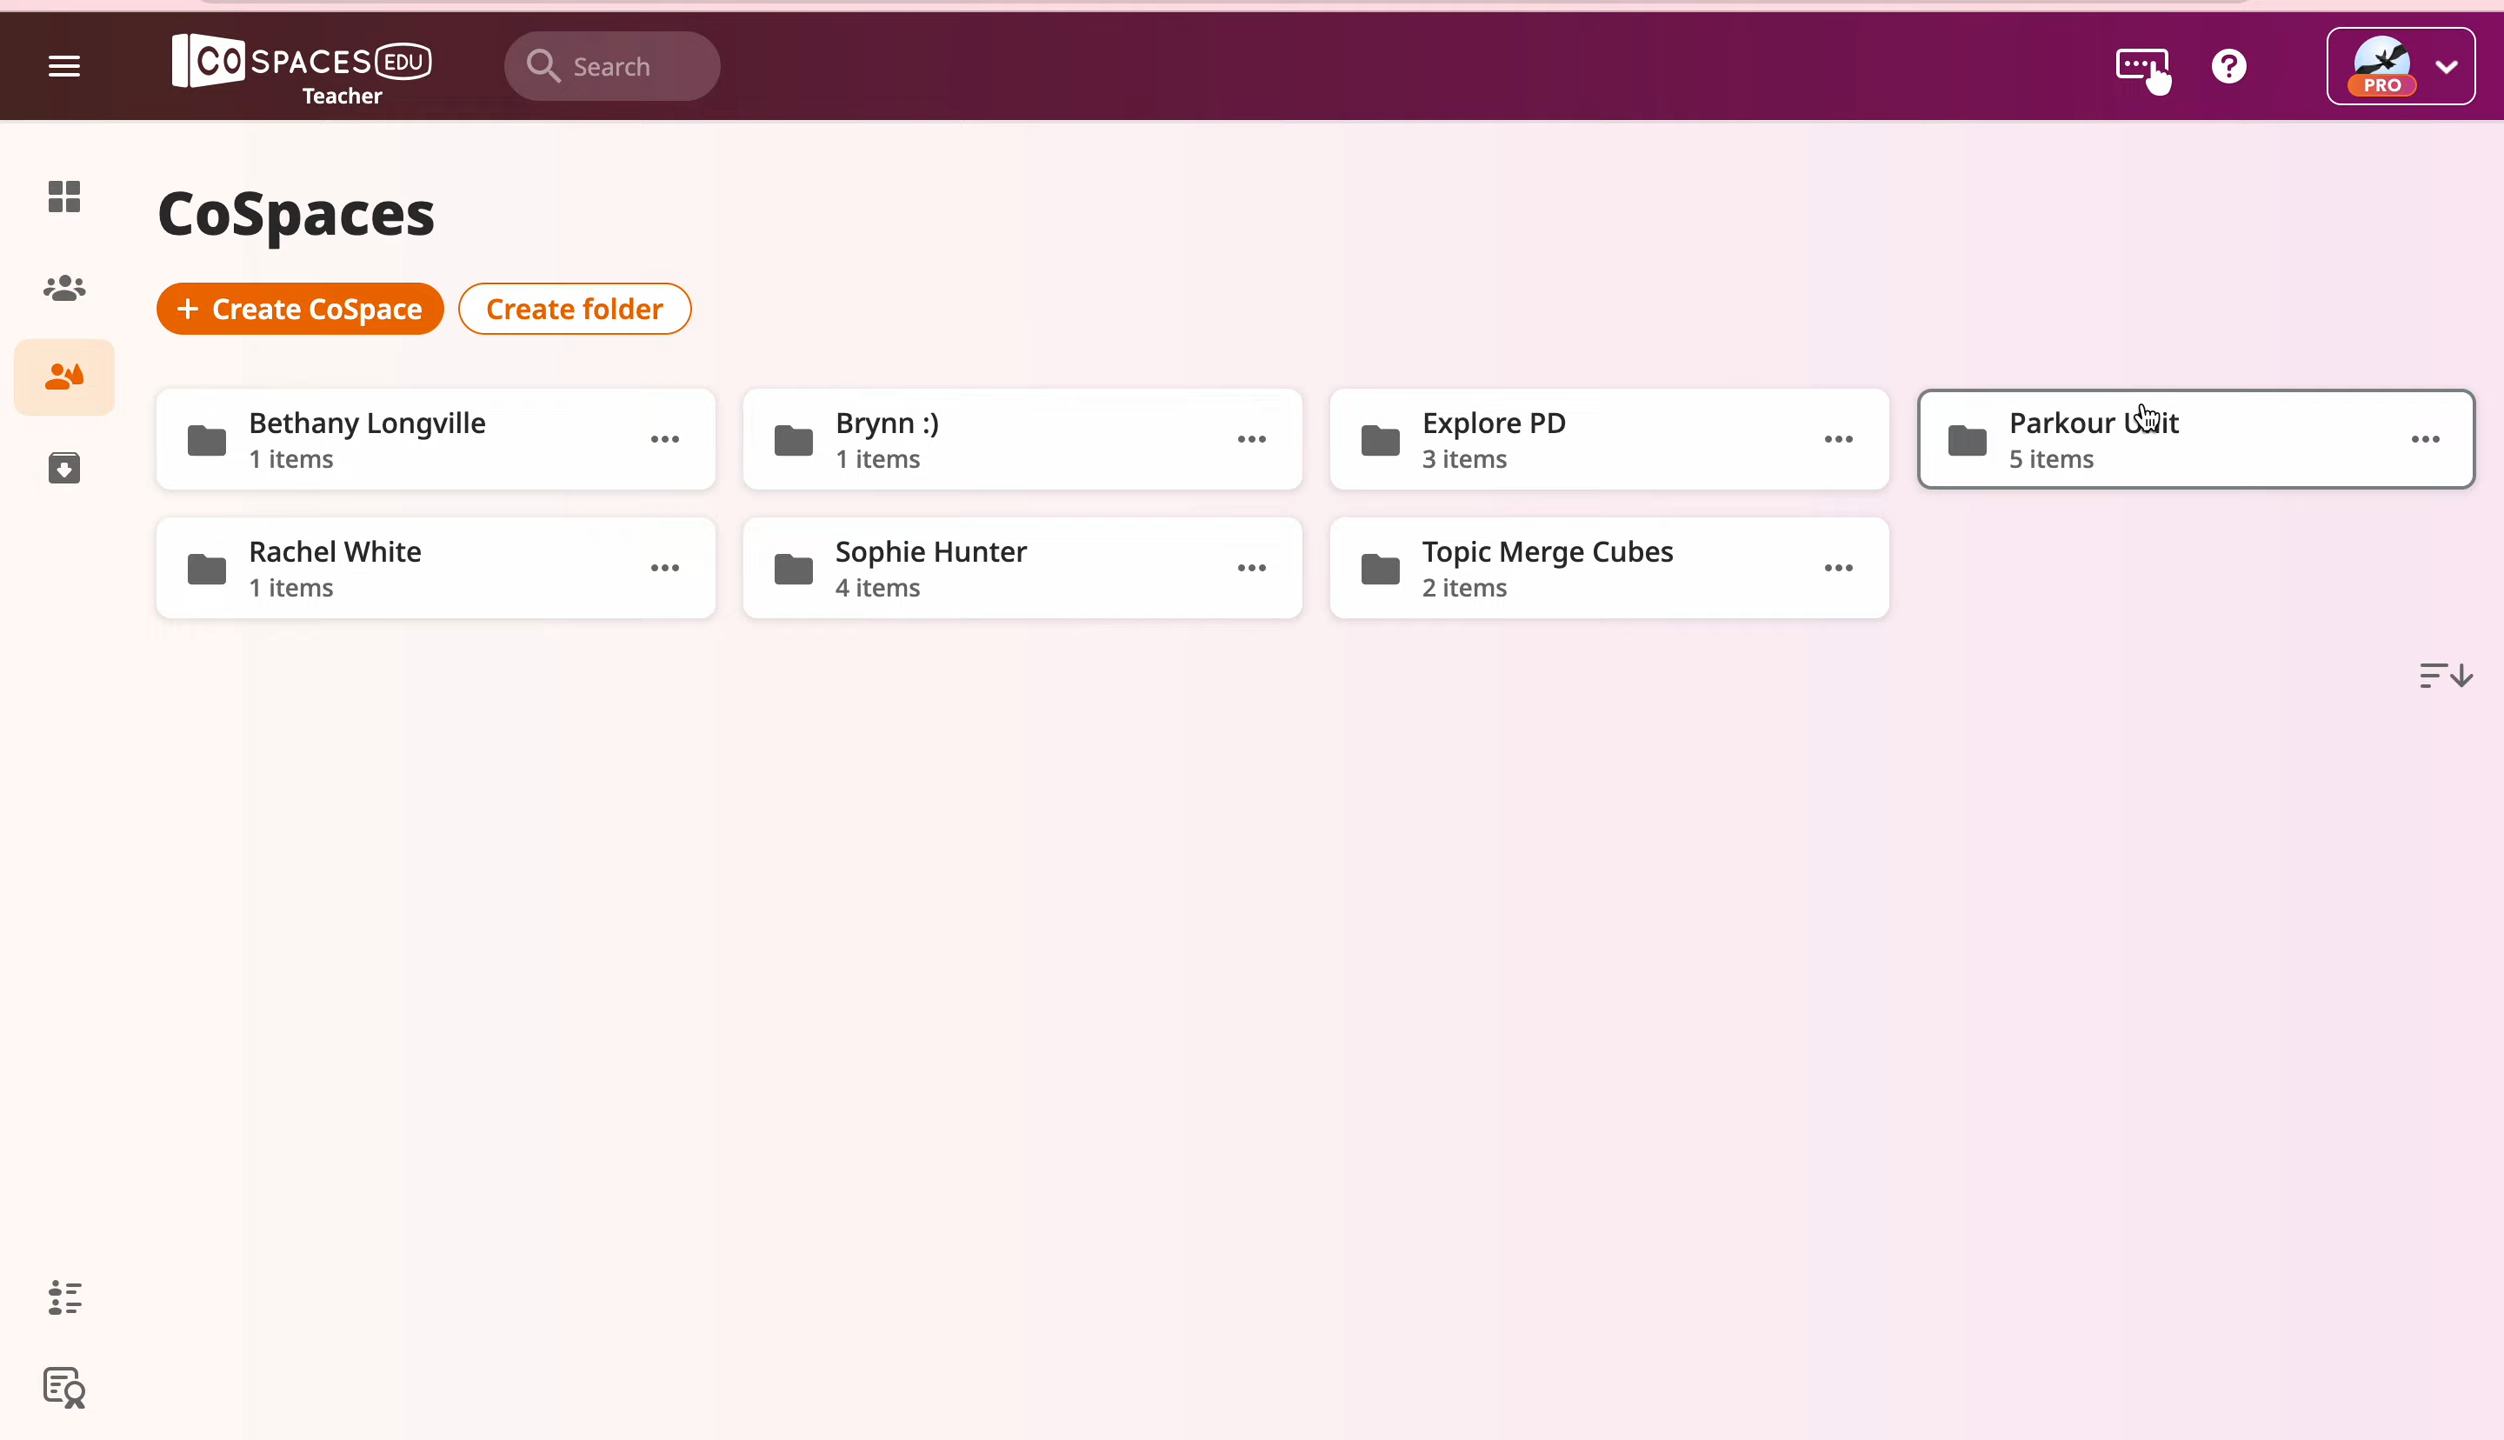 CO SPACES EDU
Teacher
Search
PRO
CoSpaces
+ Create CoSpace
Create folder
Bethany Longville
1 items
Brynn :)
1 items
Explore PD
3 items
Parkour Unit
5 items
Rachel White
1 items
Sophie Hunter
4 items
Topic Merge Cubes
2 items